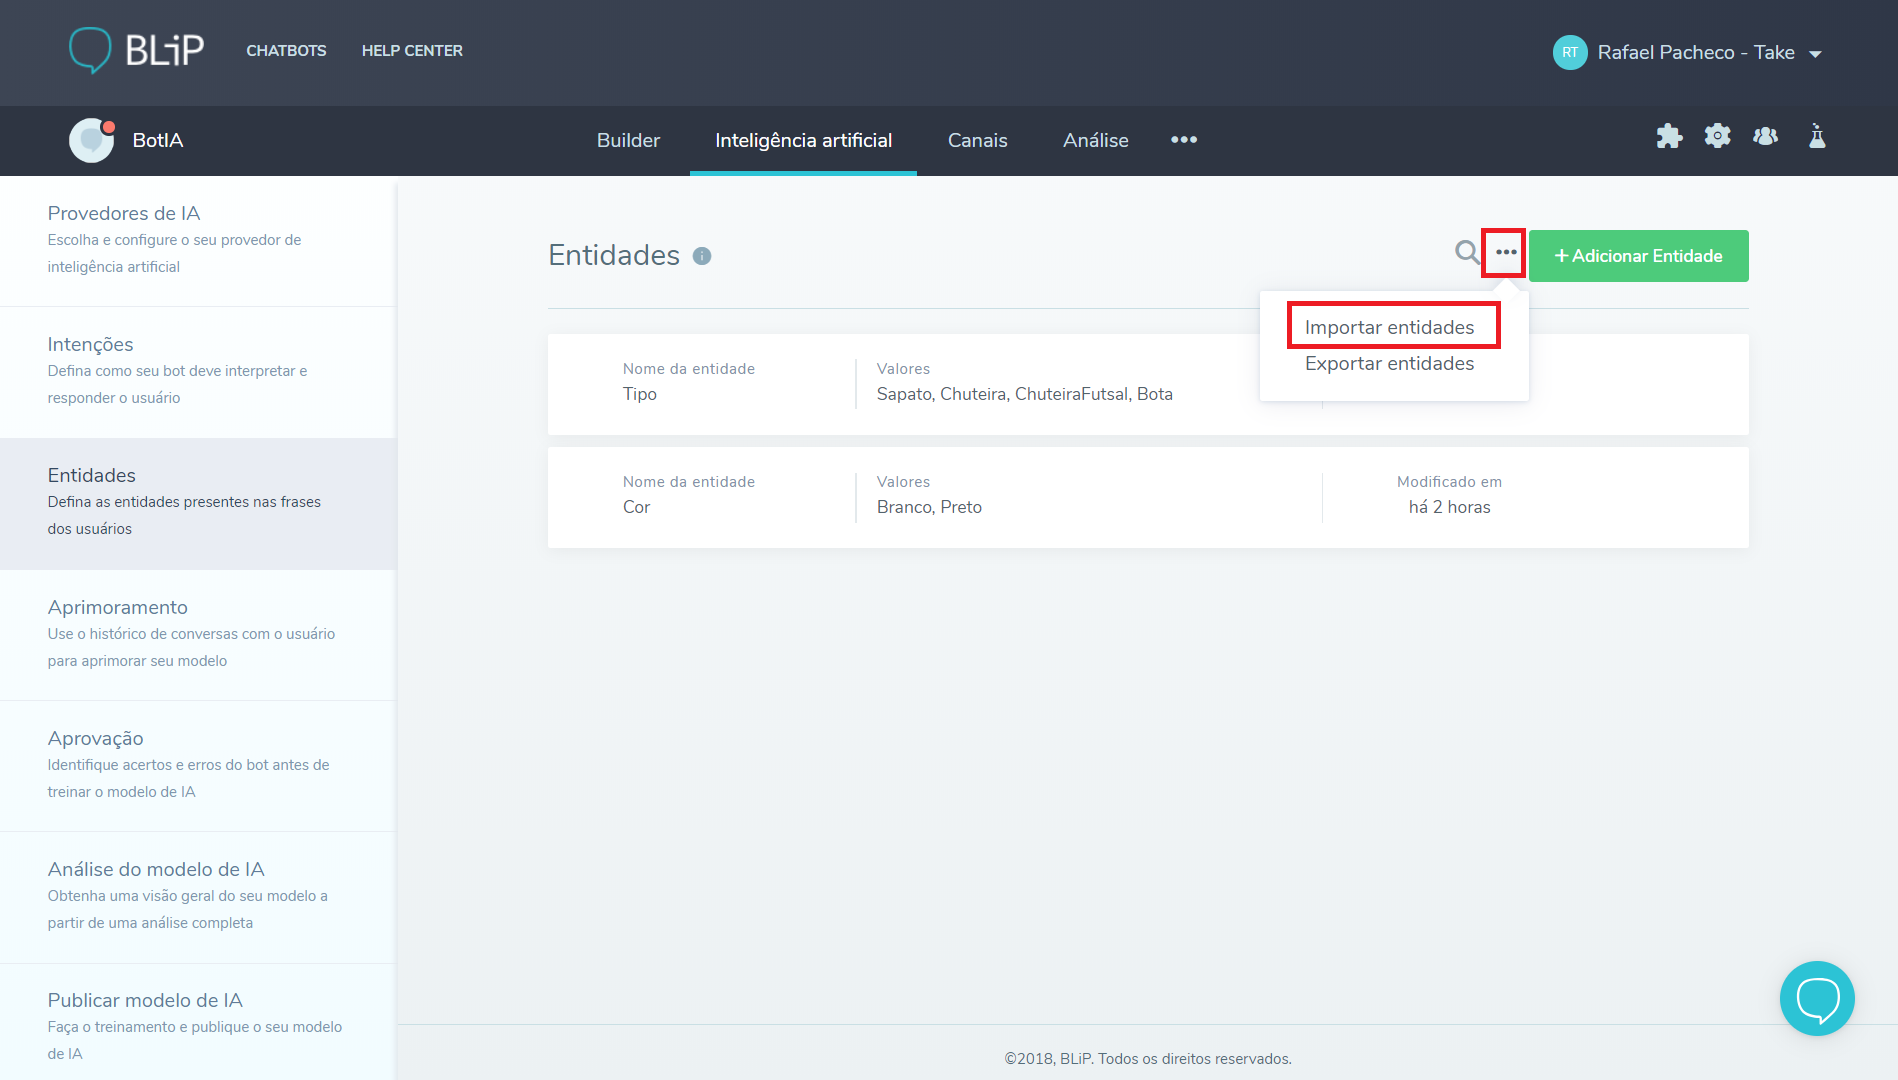 BLiP
CHATBOTS
HELP CENTER
RT
Rafael Pacheco - Take
BotIA
Builder
Inteligência artificial
Canais
Análise
Provedores de IA
Escolha e configure o seu provedor de
inteligência artificial
Intenções
Defina como seu bot deve interpretar e
responder o usuário
Entidades
Defina as entidades presentes nas frases
dos usuários
Aprimoramento
Use o histórico de conversas com o usuário
para aprimorar seu modelo
Aprovação
Identifique acertos e erros do bot antes de
treinar o modelo de IA
Análise do modelo de IA
Obtenha uma visão geral do seu modelo a
partir de uma análise completa
Publicar modelo de IA
Faça o treinamento e publique o seu modelo
de IA
Entidades
+ Adicionar Entidade
Importar entidades
Exportar entidades
Nome da entidade
Tipo
Valores
Sapato, Chuteira, ChuteiraFutsal, Bota
Nome da entidade
Cor
Valores
Branco, Preto
Modificado em
há 2 horas
©2018, BLiP. Todos os direitos reservados.